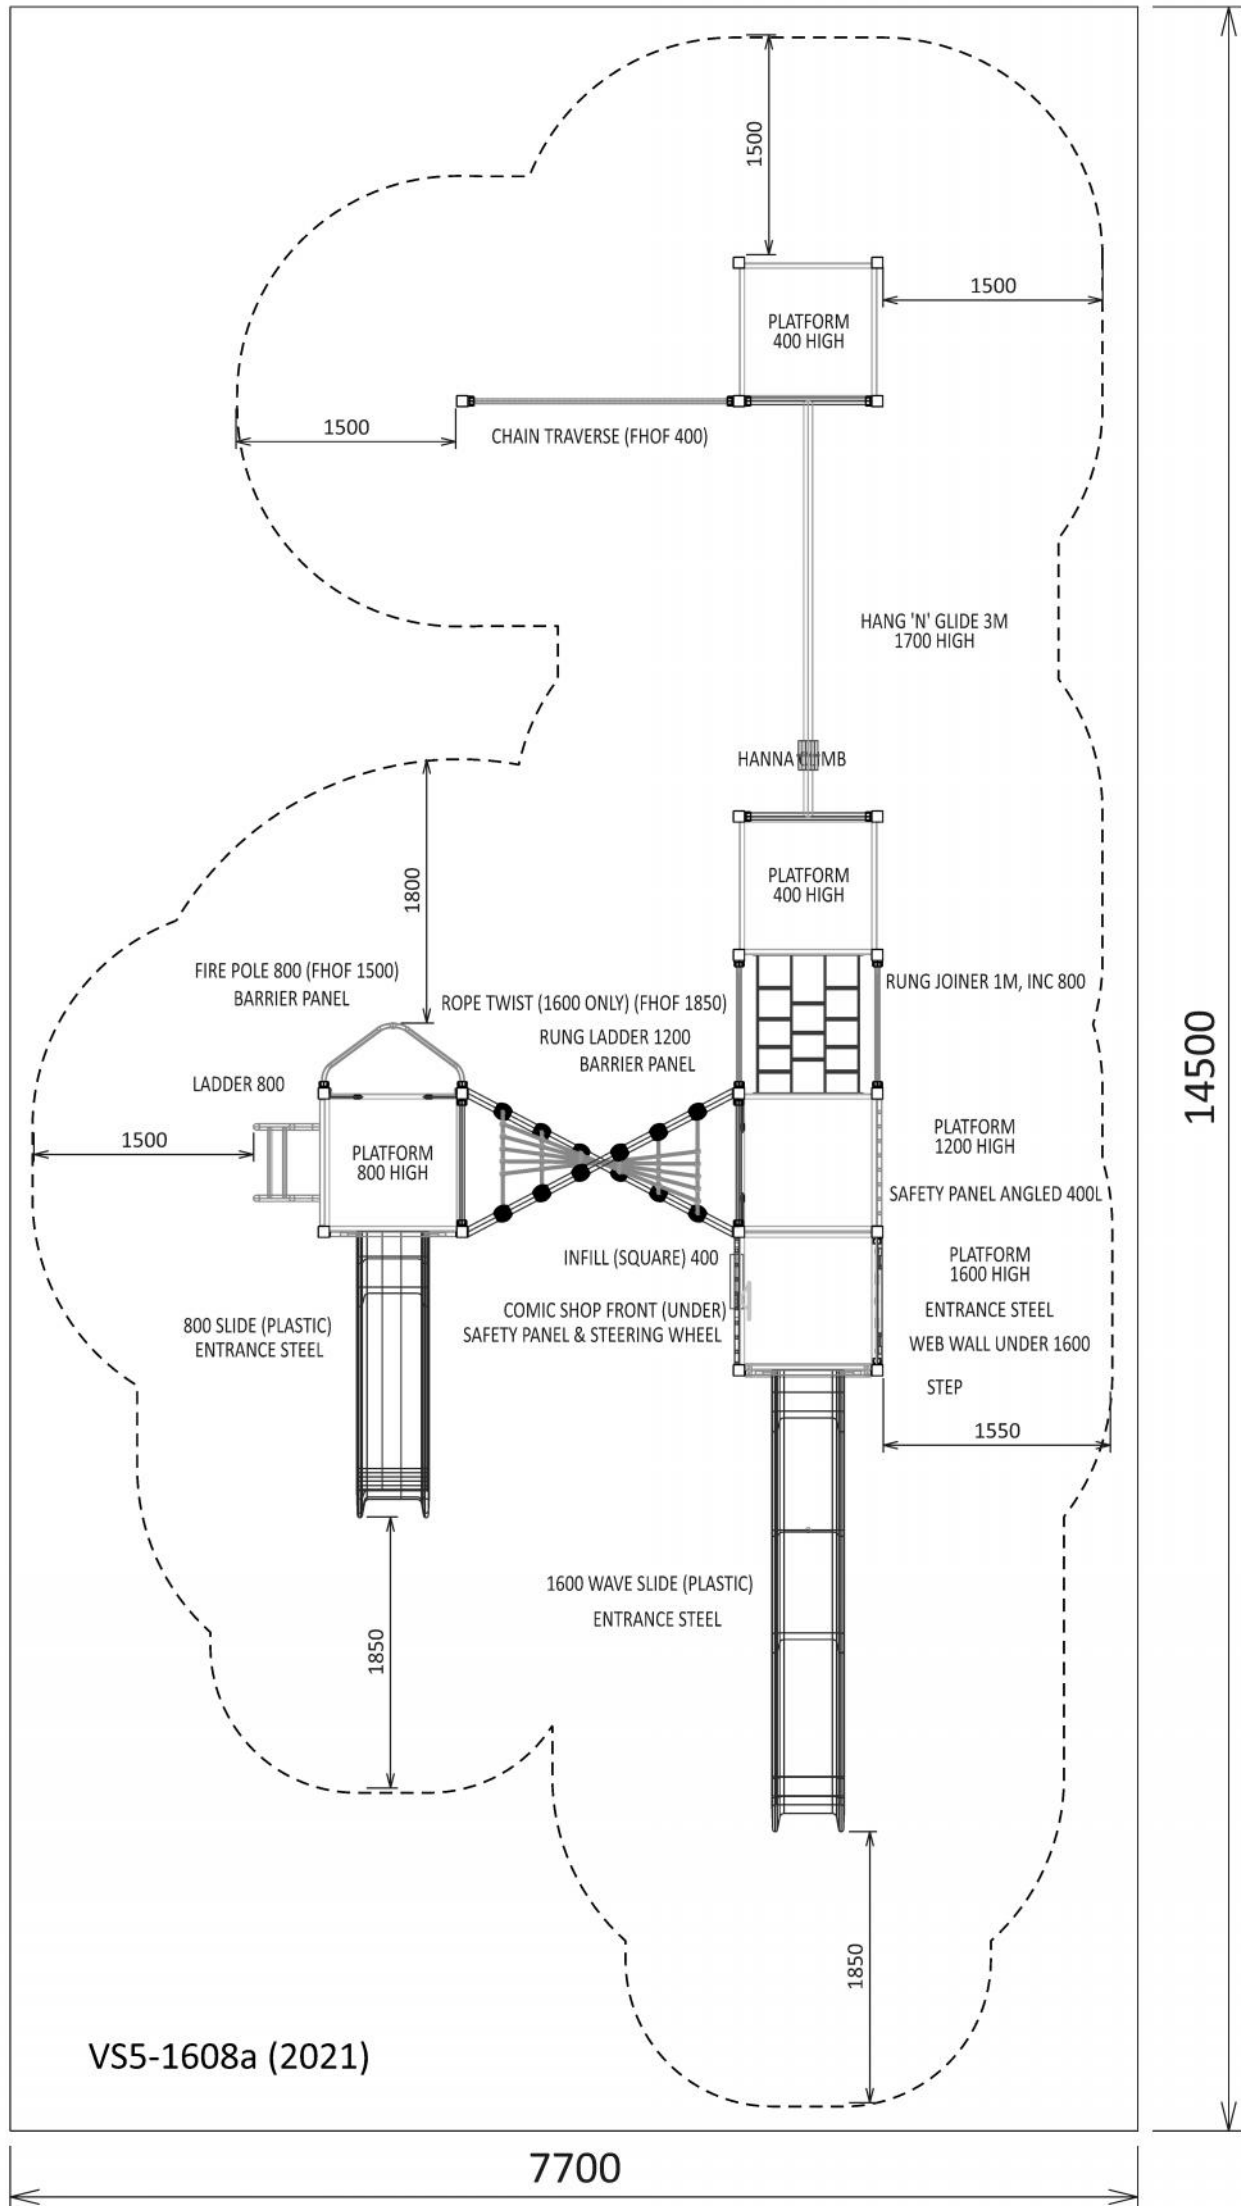 1500
1500
PLATFORM
400 HIGH
1500
CHAIN TRAVERSE (FHOF 400)
HANG 'N' GLIDE 3M
1700 HIGH
HANNA CLIMB
1800
PLATFORM
400 HIGH
FIRE POLE 800 (FHOF 1500)
BARRIER PANEL
ROPE TWIST (1600 ONLY) (FHOF 1850)
RUNG LADDER 1200
BARRIER PANEL
RUNG JOINER 1M, INC 800
14500
LADDER 800
1500
PLATFORM
800 HIGH
PLATFORM
1200 HIGH
SAFETY PANEL ANGLED 400L
INFILL (SQUARE) 400
PLATFORM
1600 HIGH
COMIC SHOP FRONT (UNDER)
SAFETY PANEL & STEERING WHEEL
ENTRANCE STEEL
WEB WALL UNDER 1600
STEP
800 SLIDE (PLASTIC)
ENTRANCE STEEL
1550
1600 WAVE SLIDE (PLASTIC)
ENTRANCE STEEL
1850
1850
VS5-1608a (2021)
7700